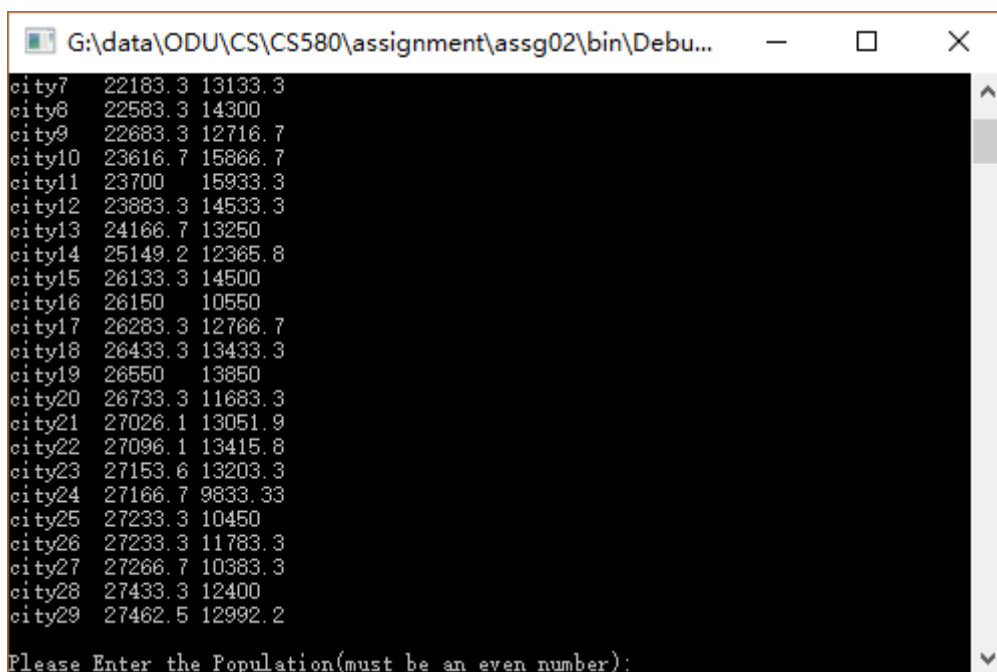 G:\data\ODU\CS\CS580\assignment\assg02\bin\Debu...
city7 22183.3 13133.3
city8 22583.3 14300
city9 22683.3 12716.7
city10 23616.7 15866.7
city11 23700 15933.3
city12 23883.3 14533.3
city13 24166.7 13250
city14 25149.2 12365.8
city15 26133.3 14500
city16 26150 10550
city17 26283.3 12766.7
city18 26433.3 13433.3
city19 26550 13850
city20 26733.3 11683.3
city21 27026.1 13051.9
city22 27096.1 13415.8
city23 27153.6 13203.3
city24 27166.7 9833.33
city25 27233.3 10450
city26 27233.3 11783.3
city27 27266.7 10383.3
city28 27433.3 12400
city29 27462.5 12992.2
Please Enter the Population(must be an even number):